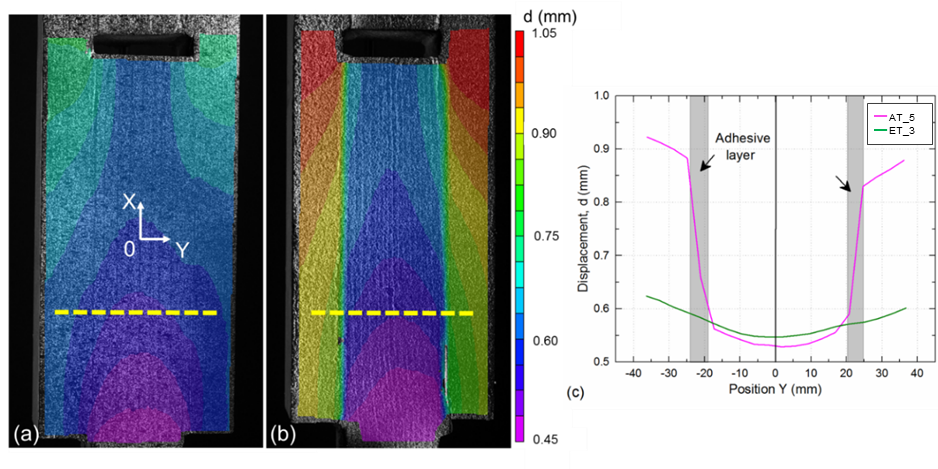 d (mm)
1.05
0.90
0.75
0.60
0.45
X
0
Y
(a)
(b)
AT_5
ET_3
Adhesive
layer
Displacement, d (mm)
1.0
0.9
0.8
0.7
0.6
0.5
-40 -30 -20 -10 0 10 20 30 40
Position Y (mm)
(c)